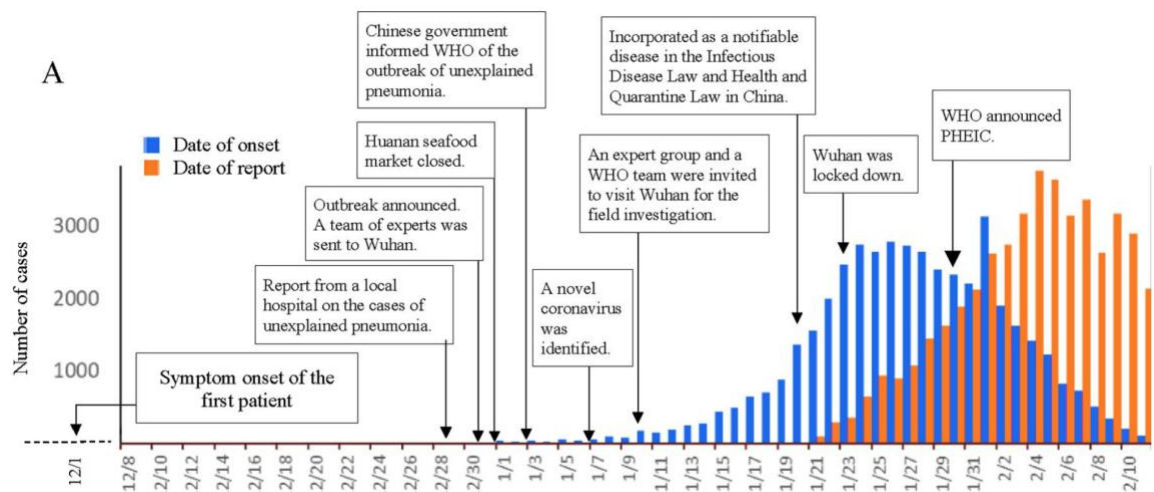 A
Chinese government
informed WHO of the
outbreak of unexplained
pneumonia.
Incorporated as a notifiable
disease in the Infectious
Disease Law and Health and
Quarantine Law in China.
WHO announced
PHEIC.
Date of onset
Date of report
Huanan seafood
market closed.
An expert group and a
WHO team were invited
to visit Wuhan for the
field investigation.
Wuhan was
locked down.
Outbreak announced.
A team of experts was
sent to Wuhan.
Report from a local
hospital on the cases of
unexplained pneumonia.
A novel
coronavirus
was
identified.
Symptom onset of the
first patient
Number of cases
3000
2000
1000
12/1
12/8
2/10
2/12
2/14
2/16
2/18
2/20
2/22
2/24
2/26
2/28
2/30
1/1
1/3
1/5
1/7
1/9
1/11
1/13
1/15
1/17
1/19
1/21
1/23
1/25
1/27
1/29
1/31
2/2
2/4
2/6
2/8
2/10